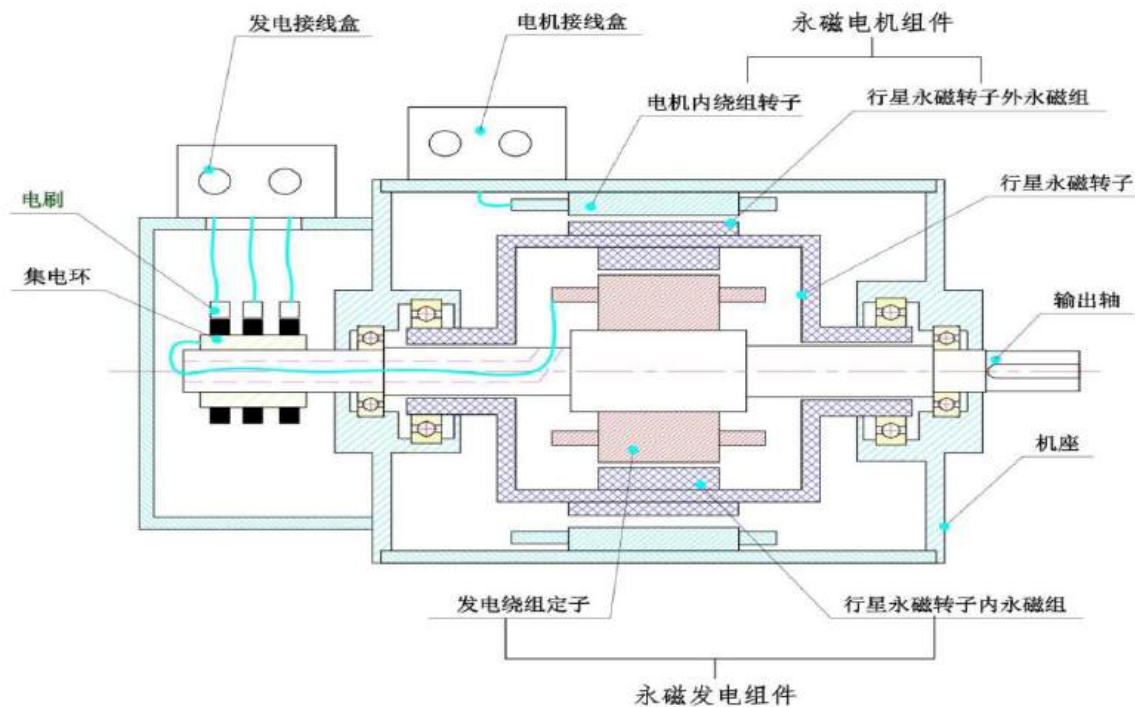 发电接线盒
电机接线盒
永磁电机组件
电机内绕组转子
行星永磁转子外永磁组
电刷
行星永磁转子
集电环
输出轴
机座
发电绕组定子
行星永磁转子内永磁组
永磁发电组件